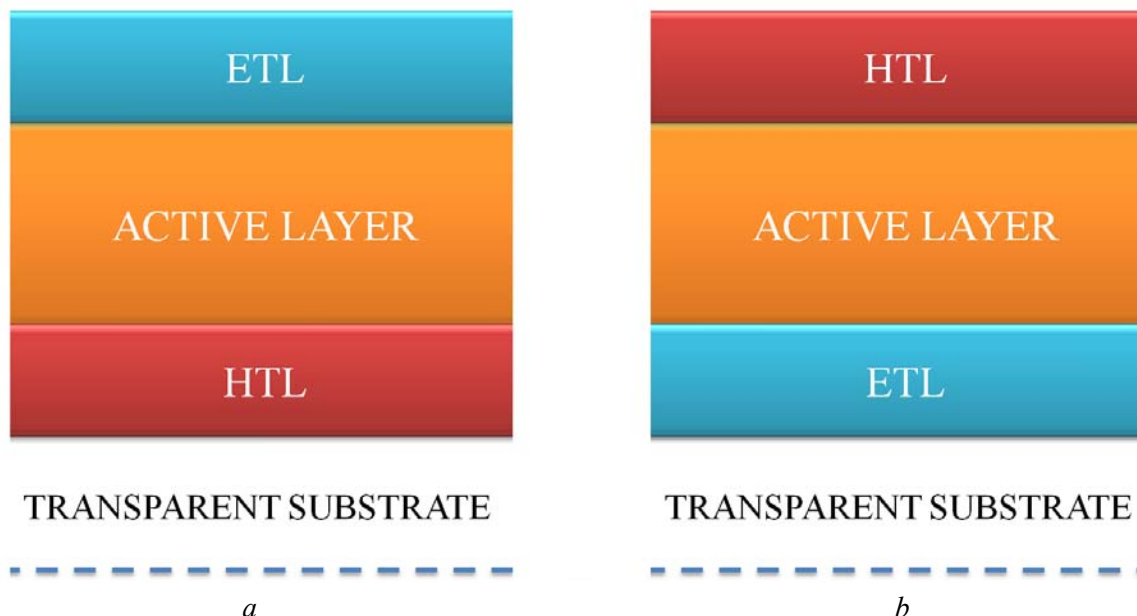 ETL
ACTIVE LAYER
HTL
TRANSPARENT SUBSTRATE
a
HTL
ACTIVE LAYER
ETL
TRANSPARENT SUBSTRATE
b